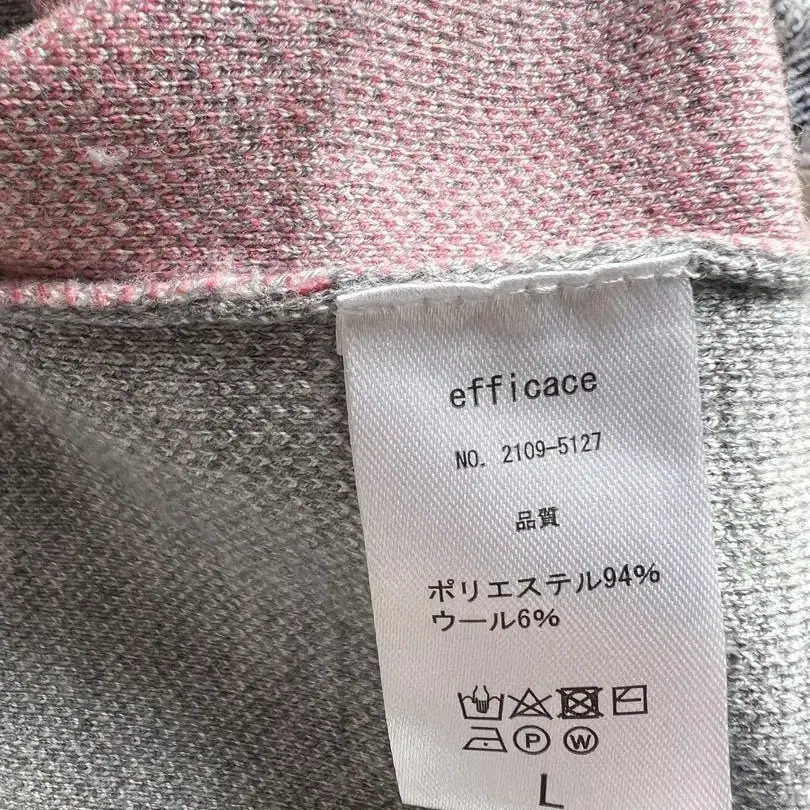 efficace
NO. 2109-5127
品質
ポリエステル94%
ウール6%
P W
L